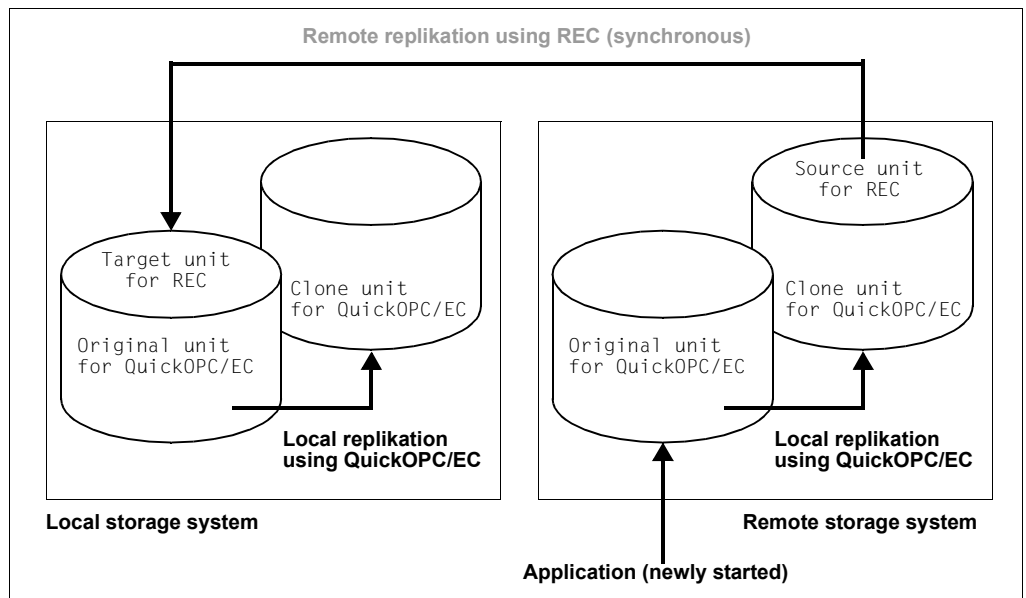 Remote replikation using REC (synchronous)
Source unit
for REC
Target unit
for REC
Clone unit
for QuickOPC/EC
Clone unit
for QuickOPC/EC
Original unit
for QuickOPC/EC
Original unit
for QuickOPC/EC
Local replikation
using QuickOPC/EC
Local replikation
using QuickOPC/EC
Local storage system
Remote storage system
Application (newly started)